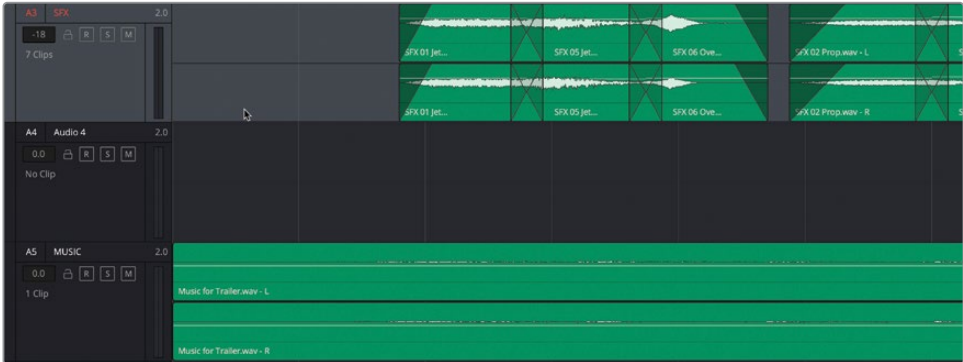 A3 SFX 2.0
-18 R S M
7 Clips
SFX 01 Jet... SFX 05 Jet... SFX 06 Ove... SFX 02 Prop.wav - L S
SFX 01 Jet... SFX 05 Jet... SFX 06 Ove... SFX 02 Prop.wav - R S
A4 Audio 4 2.0
0.0 R S M
No Clip
A5 MUSIC 2.0
0.0 R S M
1 Clip
Music for Trailer.wav - L
Music for Trailer.wav - R